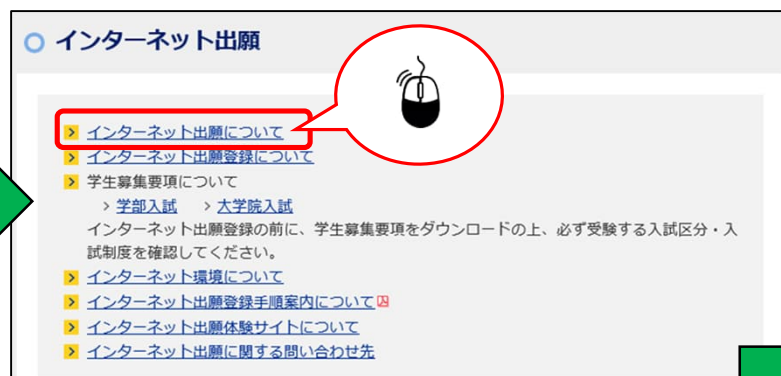 インターネット出願
インターネット出願について
インターネット出願登録について
学生募集要項について
> 学部入試 > 大学院入試
インターネット出願登録の前に、学生募集要項をダウンロードの上、必ず受験する入試区分・入
試制度を確認してください。
インターネット環境について
インターネット出願登録手順案内について
インターネット出願体験サイトについて
インターネット出願に関する問い合わせ先